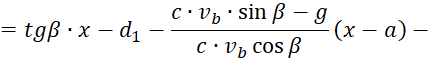 = tgβ · x − d₁ − (c · v_b · sin β − g)/(c · v_b cos β) (x − a) −